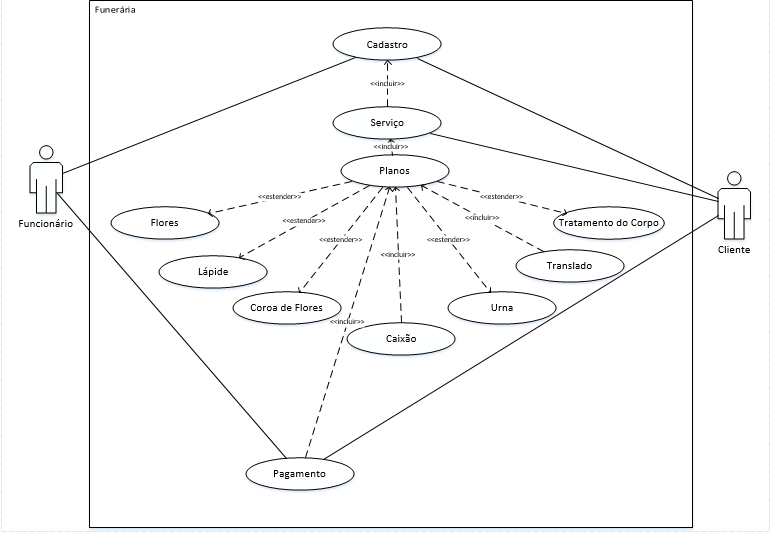 Funerária
Cadastro
<<incluir>>
Serviço
<<incluir>>
Planos
<<estender>>
<<estender>>
Flores
<<estender>>
<<incluir>>
Tratamento do Corpo
Funcionário
<<estender>>
<<estender>>
Cliente
<<incluir>>
Lápide
Translado
Coroa de Flores
Urna
<<incluir>>
Caixão
Pagamento